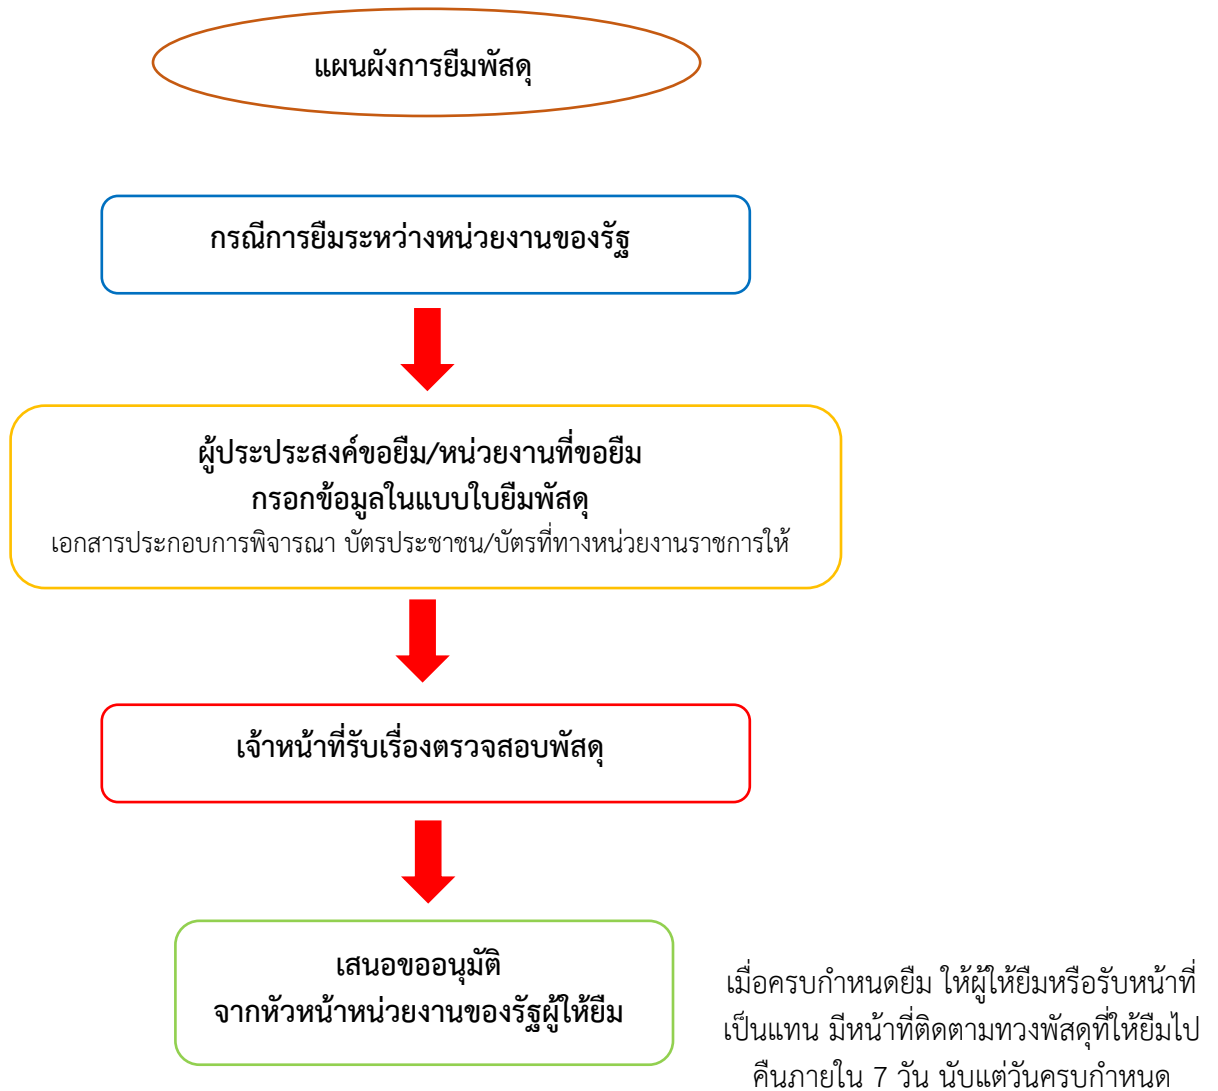 แผนผังการยืมพัสดุ
กรณีการยืมระหว่างหน่วยงานของรัฐ
ผู้ประประสงค์ขอยืม/หน่วยงานที่ขอยืม
กรอกข้อมูลในแบบใบยืมพัสดุ
เอกสารประกอบการพิจารณา บัตรประชาชน/บัตรที่ทางหน่วยงานราชการให้
เจ้าหน้าที่รับเรื่องตรวจสอบพัสดุ
เสนอขออนุมัติ
จากหัวหน้าหน่วยงานของรัฐผู้ให้ยืม
เมื่อครบกำหนดยืม ให้ผู้ให้ยืมหรือรับหน้าที่
เป็นแทน มีหน้าที่ติดตามทวงพัสดุที่ให้ยืมไป
คืนภายใน 7 วัน นับแต่วันครบกำหนด